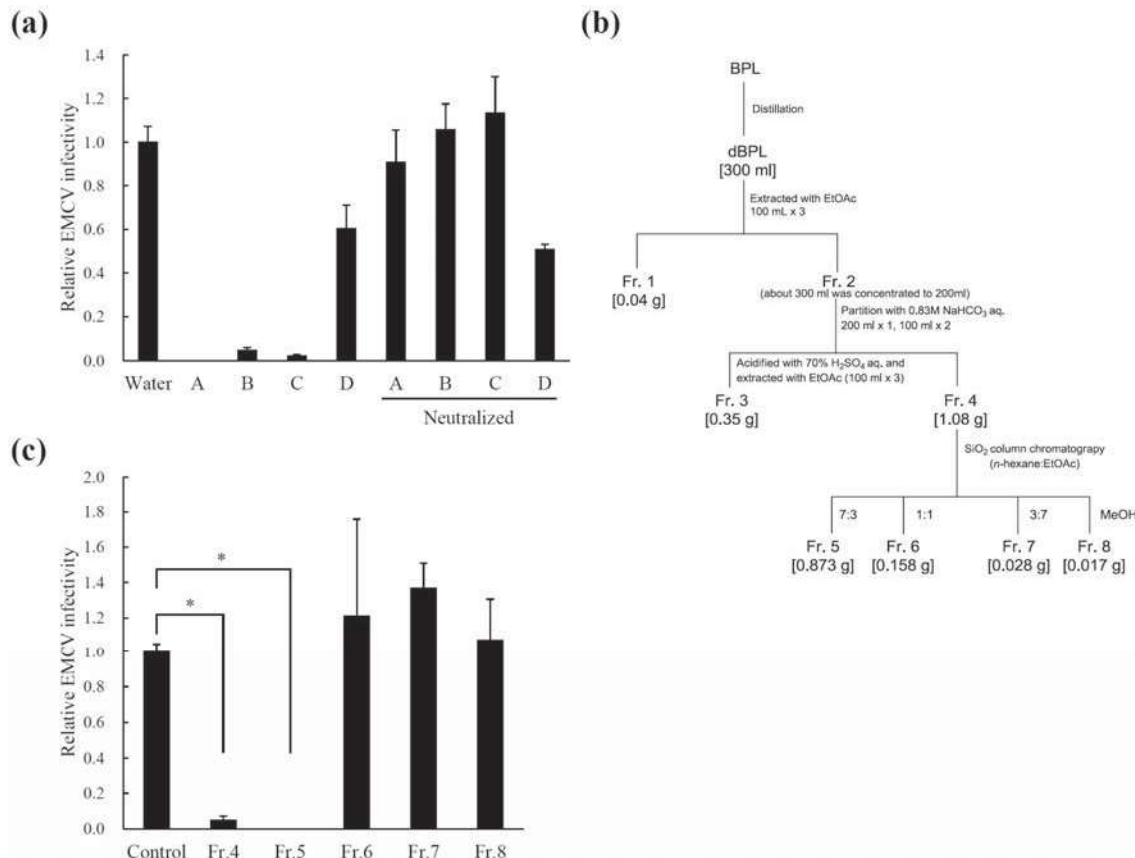 (a)
Relative EMCV infectivity
1.4
1.2
1.0
0.8
0.6
0.4
0.2
0.0
Water A B C D A B C D
Neutralized
(b)
BPL
Distillation
dBPL
[300 ml]
Extracted with EtOAc
100 mL x 3
Fr. 1
[0.04 g]
Fr. 2
(about 300 ml was concentrated to 200ml)
Partition with 0.83M NaHCO₃ aq.
200 ml x 1, 100 ml x 2
Acidified with 70% H₂SO₄ aq. and
extracted with EtOAc (100 ml x 3)
Fr. 3
[0.35 g]
Fr. 4
[1.08 g]
SiO₂ column chromatograpy
(n-hexane:EtOAc)
7:3 1:1 3:7 MeOH
Fr. 5 Fr. 6 Fr. 7 Fr. 8
[0.873 g] [0.158 g] [0.028 g] [0.017 g]
(c)
Relative EMCV infectivity
2.0
1.8
1.6
1.4
1.2
1.0
0.8
0.6
0.4
0.2
0.0
*
*
Control Fr.4 Fr.5 Fr.6 Fr.7 Fr.8